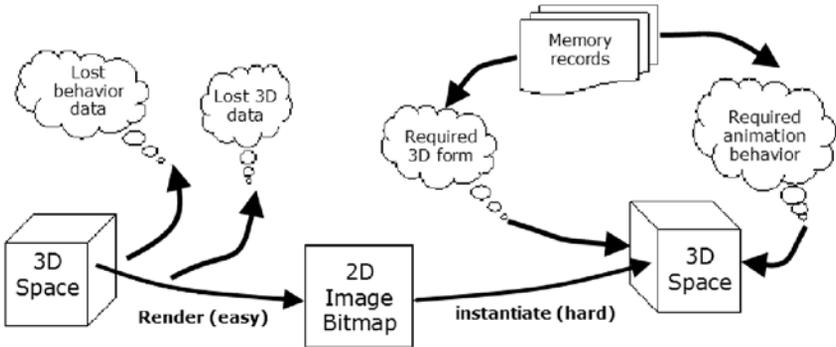 Lost
behavior
data
Lost 3D
data
Memory
records
Required
3D form
Required
animation
behavior
3D
Space
Render (easy)
2D
Image
Bitmap
instantiate (hard)
3D
Space